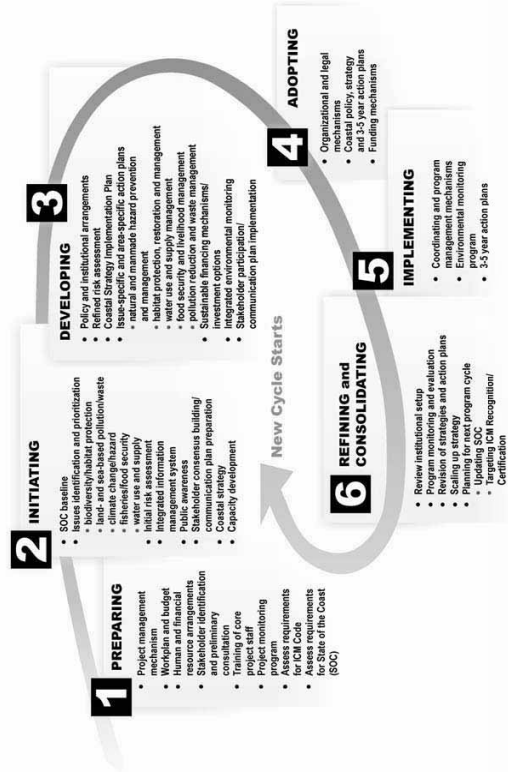 1
PREPARING
• Project management
mechanism
• Workplan and budget
• Human and financial
resource arrangements
• Stakeholder identification
and preliminary
consultation
• Training of core
project staff
• Project monitoring
program
• Assess requirements
for ICM Code
• Assess requirements
for State of the Coast
(SOC)
2
INITIATING
• SOC baseline
• Issues identification and prioritization
* biodiversity/habitat protection
* land- and sea-based pollution/waste
* climate change/hazard
* fisheries/food security
* water use and supply
• Initial risk assessment
• Integrated information
management system
• Public awareness
• Stakeholder consensus building/
communication plan preparation
• Coastal strategy
• Capacity development
3
DEVELOPING
• Policy and institutional arrangements
• Refined risk assessment
• Coastal Strategy Implementation Plan
• Issue-specific and area-specific action plans
* natural and manmade hazard prevention
and management
* habitat protection, restoration and management
* water use and supply management
* food security and livelihood management
* pollution reduction and waste management
• Sustainable financing mechanisms/
investment options
• Integrated environmental monitoring
• Stakeholder participation/
communication plan implementation
4
ADOPTING
• Organizational and legal
mechanisms
• Coastal policy, strategy
and 3-5 year action plans
• Funding mechanisms
5
IMPLEMENTING
• Coordinating and program
management mechanisms
• Environmental monitoring
program
• 3-5 year action plans
6
REFINING and
CONSOLIDATING
• Review institutional setup
• Program monitoring and evaluation
• Revision of strategies and action plans
• Scaling up strategy
• Planning for next program cycle
* Updating SOC
* Targeting ICM Recognition/
Certification
New Cycle Starts